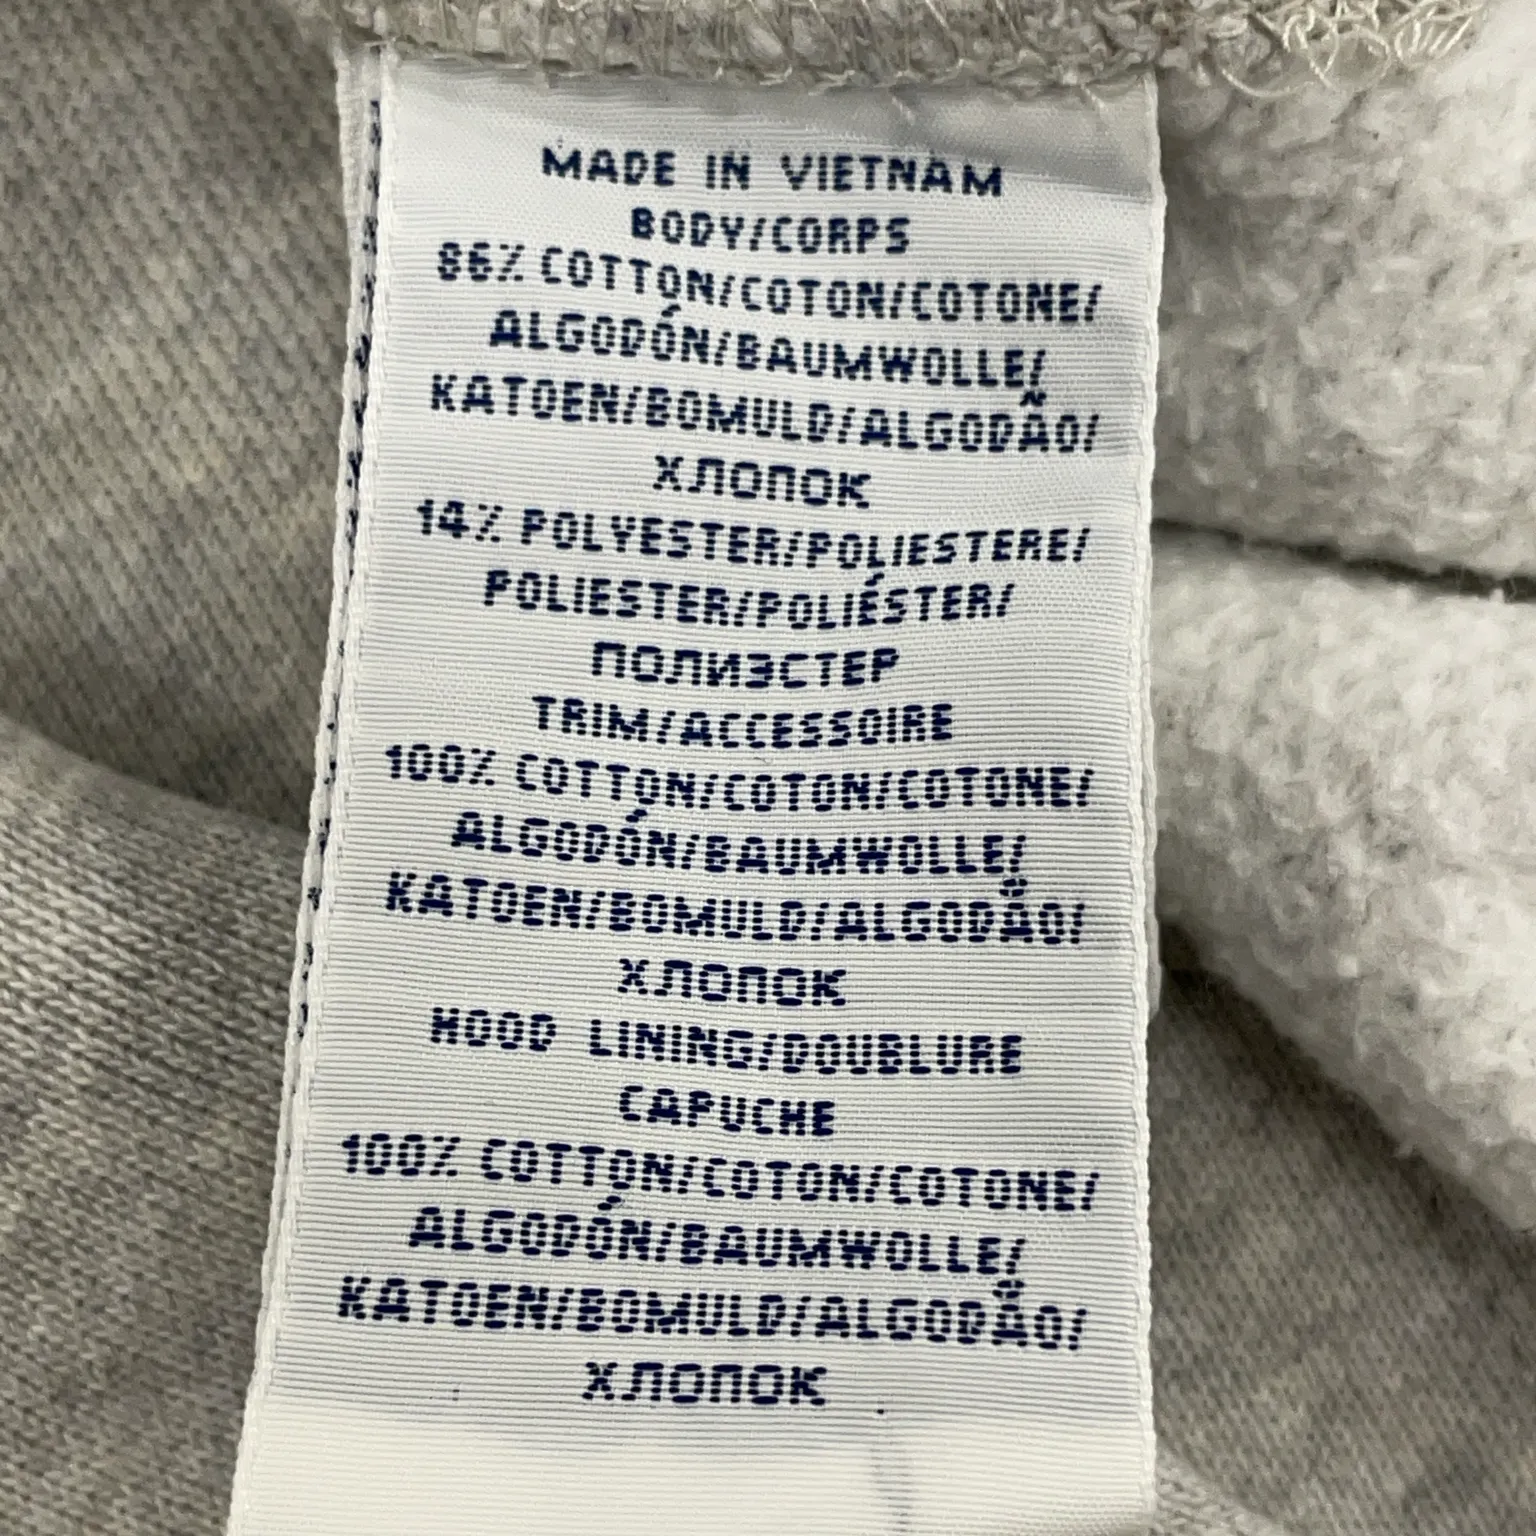 MADE IN VIETNAM
BODY/CORPS
86% COTTON/COTON/COTONE/
ALGODÓN/BAUMWOLLE/
KATOEN/BOMULD/ALGODÃO/
ХЛОПОК
14% POLYESTER/POLIESTERE/
POLIESTER/POLIÉSTER/
ПОЛИЭСТЕР
TRIM/ACCESSOIRE
100% COTTON/COTON/COTONE/
ALGODÓN/BAUMWOLLE/
KATOEN/BOMULD/ALGODÃO/
ХЛОПОК
HOOD LINING/DOUBLURE
CAPUCHE
100% COTTON/COTON/COTONE/
ALGODÓN/BAUMWOLLE/
KATOEN/BOMULD/ALGODÃO/
ХЛОПОК